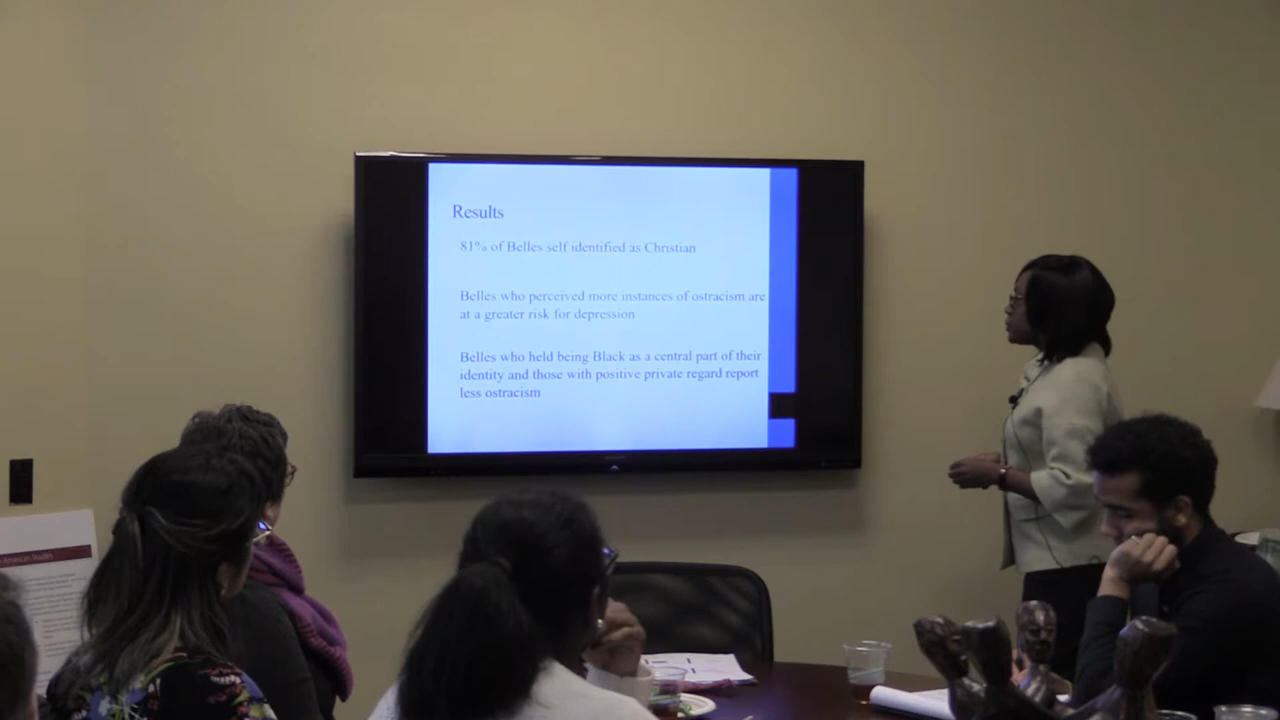 Results
81% of Belles self identified as Christian
Belles who perceived more instances of ostracism are
at a greater risk for depression
Belles who held being Black as a central part of their
identity and those with positive private regard report
less ostracism
American Studies